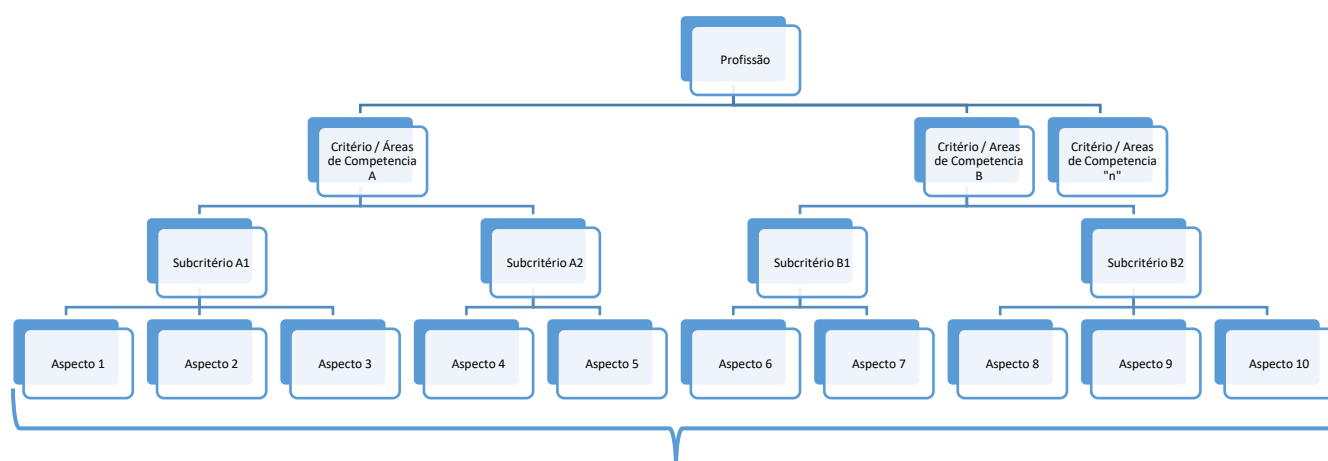 Profissão
Critério / Áreas
de Competencia
A
Critério / Areas
de Competencia
B
Critério / Areas
de Competencia
"n"
Subcritério A1
Subcritério A2
Subcritério B1
Subcritério B2
Aspecto 1
Aspecto 2
Aspecto 3
Aspecto 4
Aspecto 5
Aspecto 6
Aspecto 7
Aspecto 8
Aspecto 9
Aspecto 10